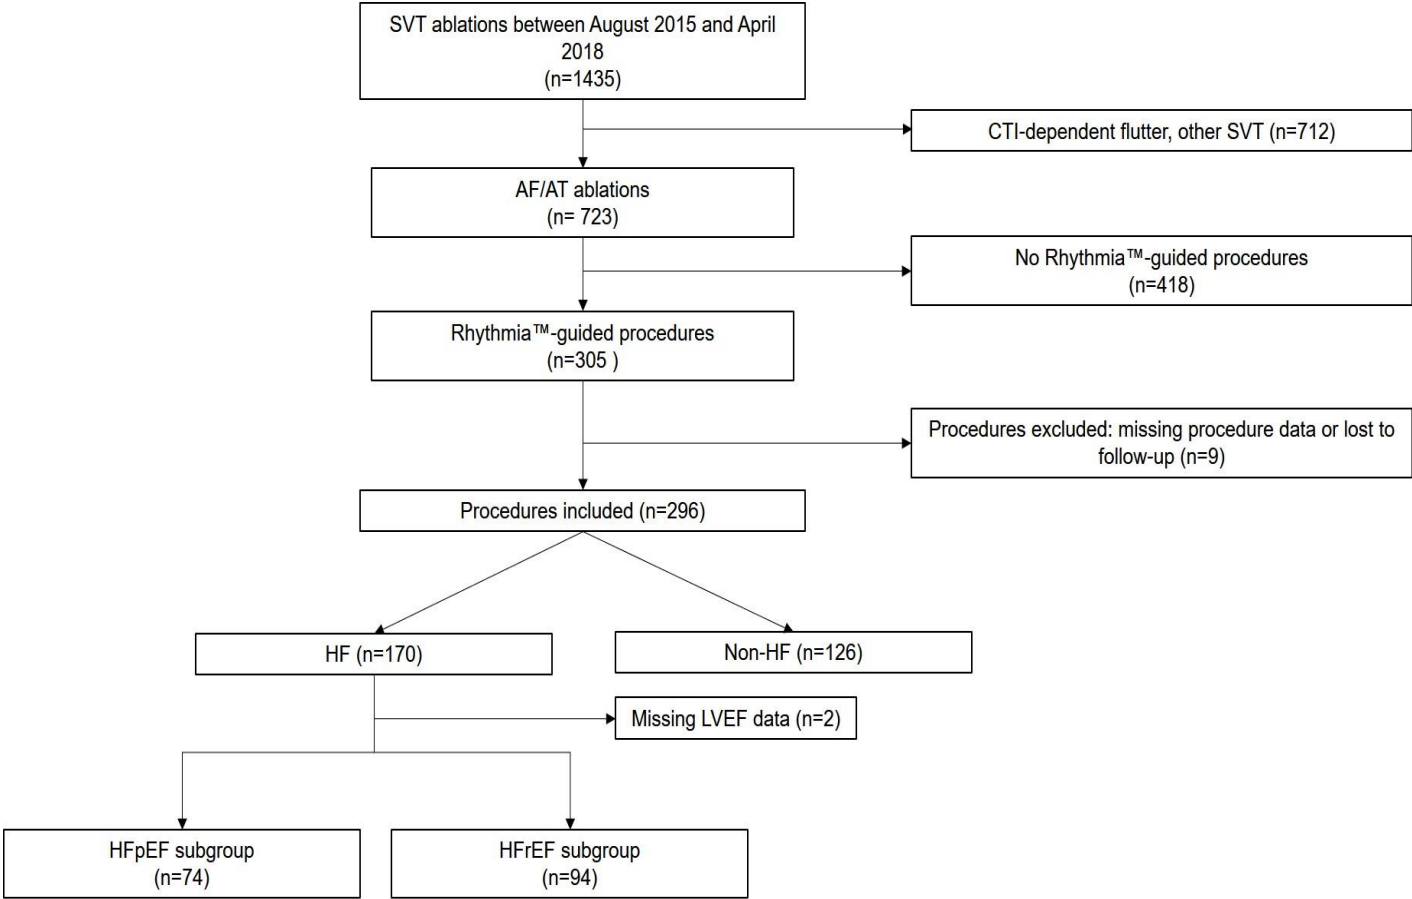 SVT ablations between August 2015 and April
2018
(n=1435)
CTI-dependent flutter, other SVT (n=712)
AF/AT ablations
(n= 723)
No Rhythmia™-guided procedures
(n=418)
Rhythmia™-guided procedures
(n=305 )
Procedures excluded: missing procedure data or lost to
follow-up (n=9)
Procedures included (n=296)
HF (n=170)
Non-HF (n=126)
Missing LVEF data (n=2)
HFpEF subgroup
(n=74)
HFrEF subgroup
(n=94)